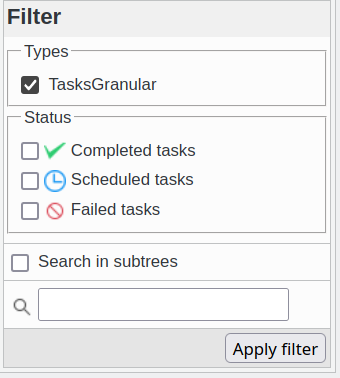 Filter
Types
TasksGranular
Status
Completed tasks
Scheduled tasks
Failed tasks
Search in subtrees
Apply filter